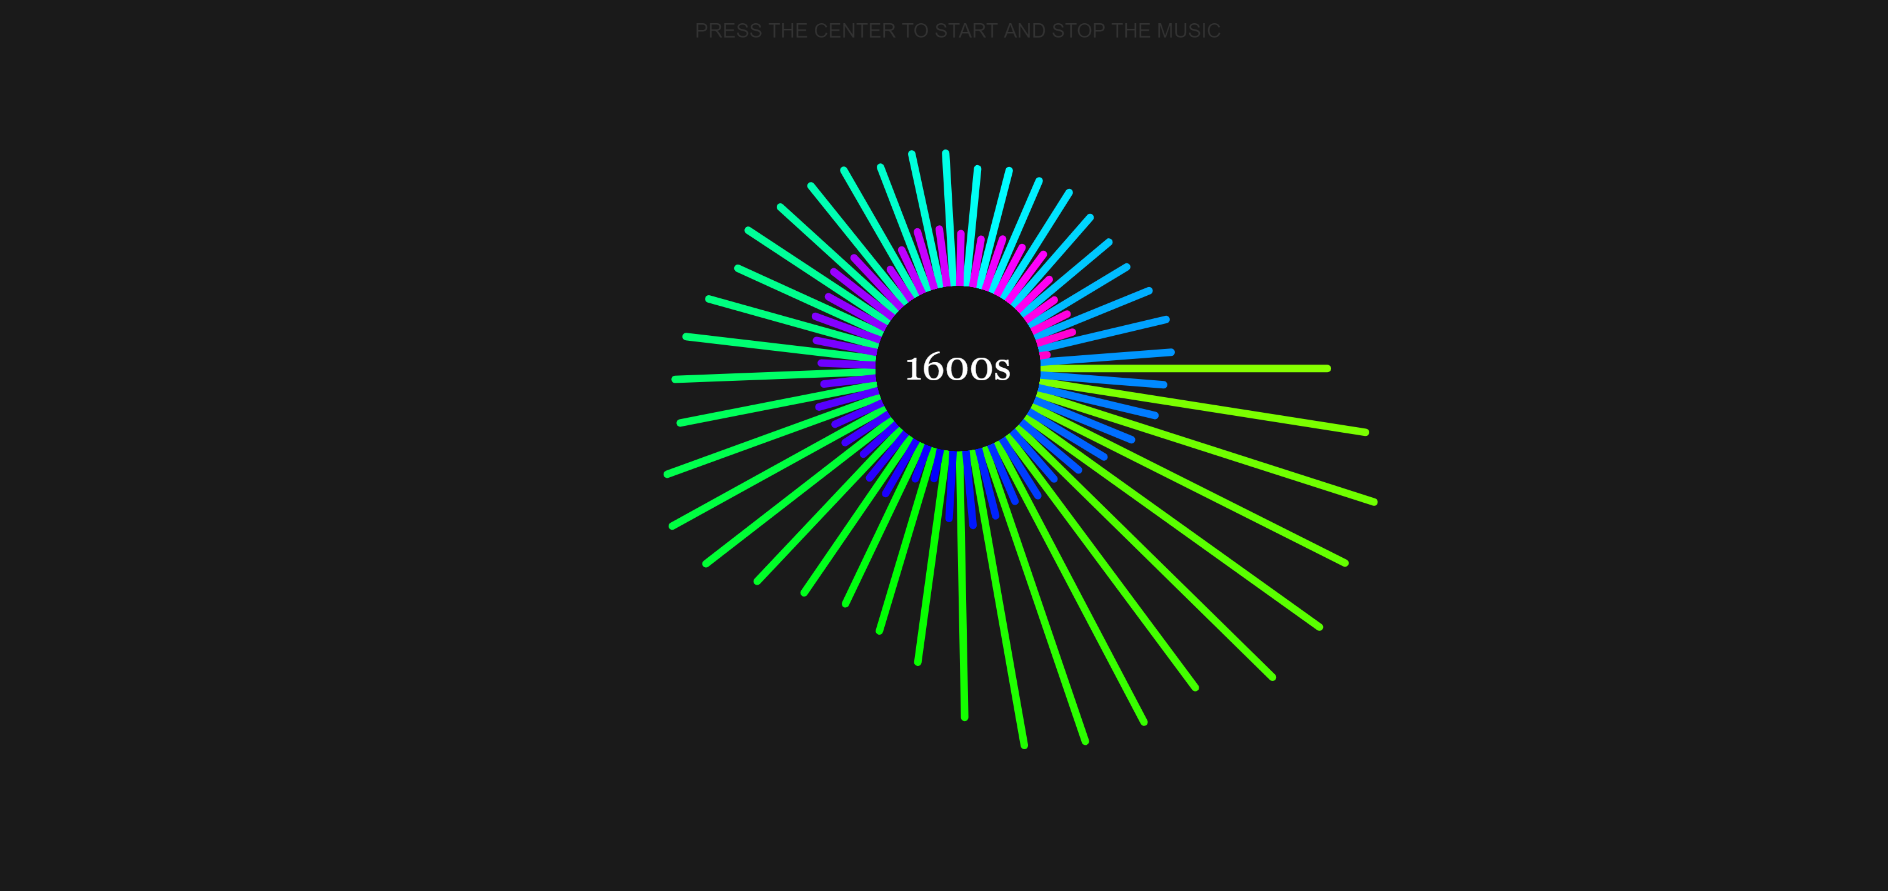 PRESS THE CENTER TO START AND STOP THE MUSIC
1600s